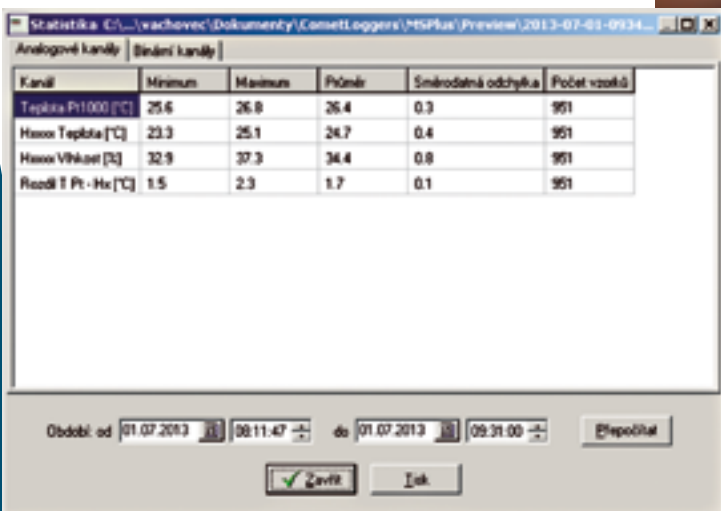 Statistika C:\...\vachovec\Dokumenty\CometLoggers\MSPlus\Preview\2013-07-01-0934...
Analogové kanály Binární kanály
Kanál Minimum Maximum Průměr Směrodatná odchylka Počet vzorků
Teplota Pt1000 [°C] 25.6 26.8 26.4 0.3 951
Hxxxx Teplota [°C] 23.3 25.1 24.7 0.4 951
Hxxxx Vlhkost [%] 32.9 37.3 34.4 0.8 951
Rozdíl T Pt - Hx [°C] 1.5 2.3 1.7 0.1 951
Období: od 01.07.2013 08:11:47 do 01.07.2013 09:31:00 Přepočítat
Zavřít Tisk